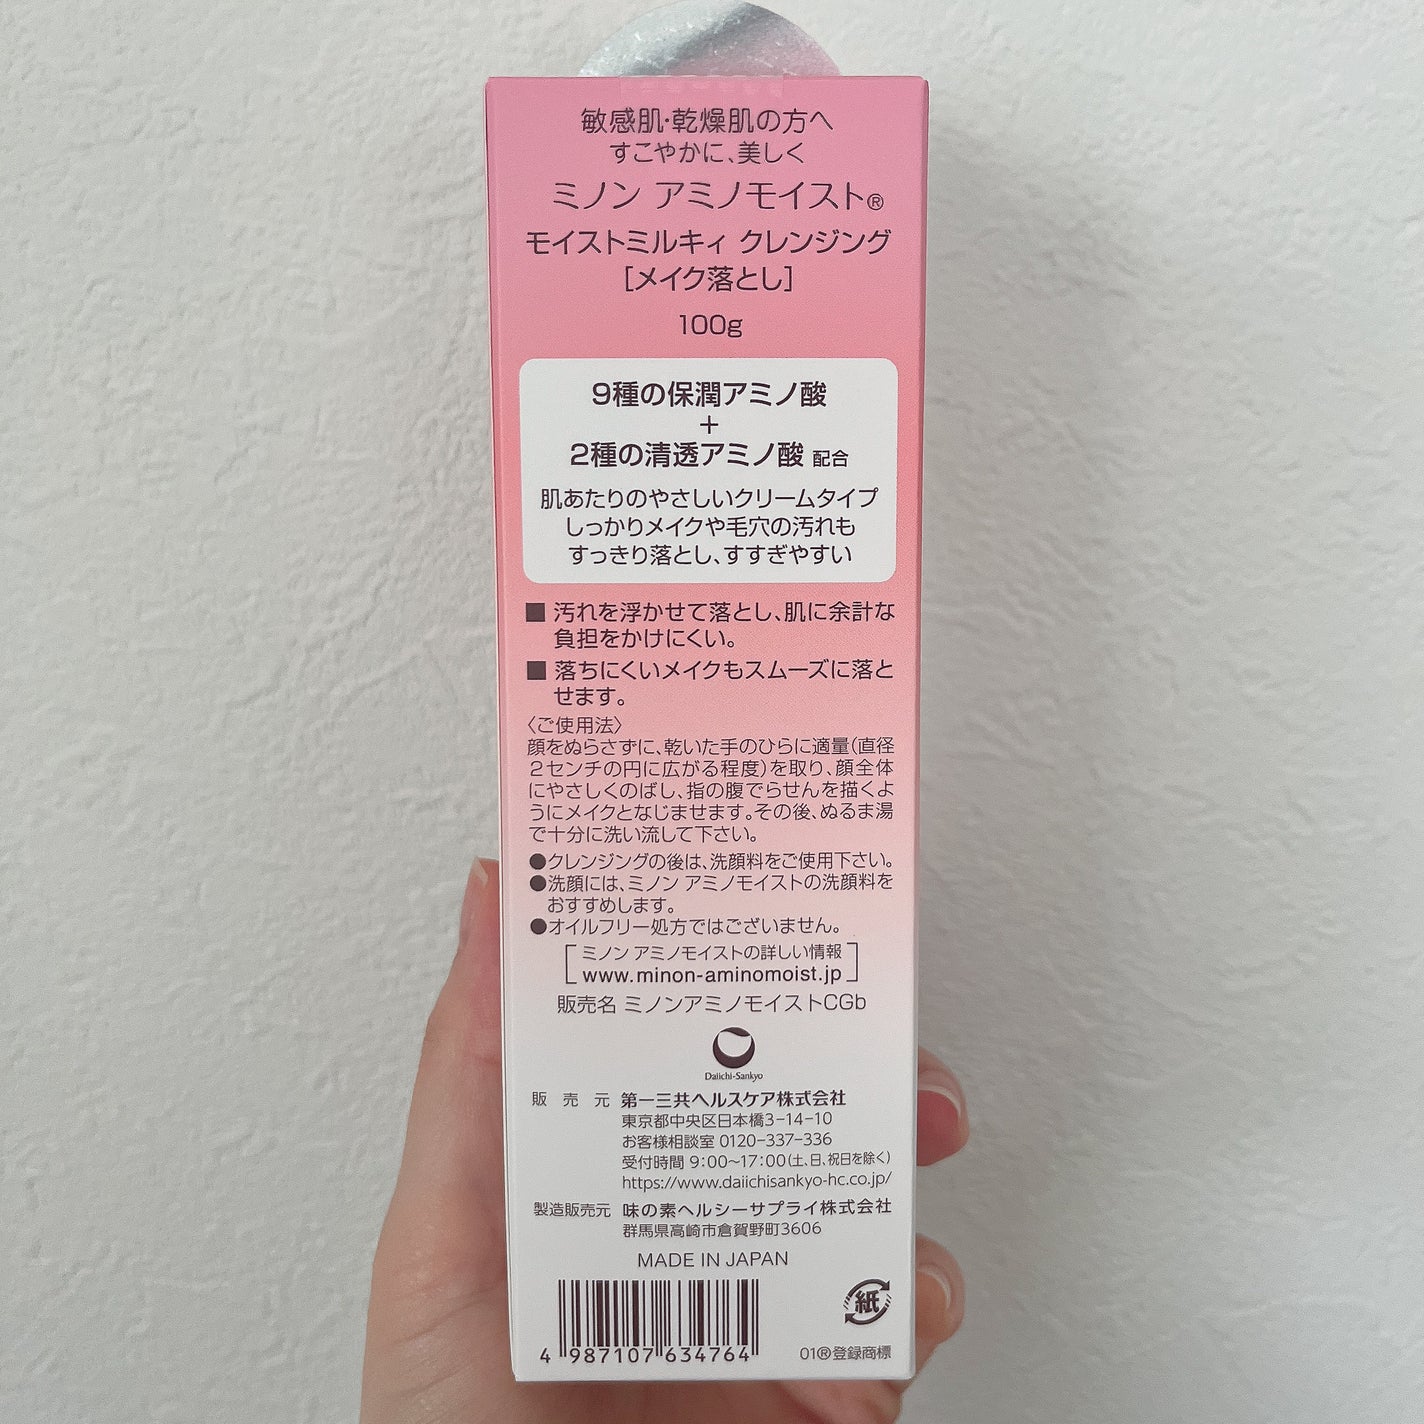 敏感肌・乾燥肌の方へ
すこやかに、美しく
ミノン アミノモイスト®
モイストミルキィ クレンジング
[メイク落とし]
100g
9種の保潤アミノ酸
+
2種の清透アミノ酸 配合
肌あたりのやさしいクリームタイプ
しっかりメイクや毛穴の汚れも
すっきり落とし、すすぎやすい
■ 汚れを浮かせて落とし、肌に余計な
負担をかけにくい。
■ 落ちにくいメイクもスムーズに落と
せます。
〈ご使用法〉
顔をぬらさずに、乾いた手のひらに適量(直径
2センチの円に広がる程度)を取り、顔全体
にやさしくのばし、指の腹でらせんを描くよ
うにメイクとなじませます。その後、ぬるま湯
で十分に洗い流して下さい。
●クレンジングの後は、洗顔料をご使用下さい。
●洗顔には、ミノン アミノモイストの洗顔料を
おすすめします。
●オイルフリー処方ではございません。
[ミノン アミノモイストの詳しい情報
www.minon-aminomoist.jp]
販売名 ミノンアミノモイストCGb
Daiichi-Sankyo
販売元 第一三共ヘルスケア株式会社
東京都中央区日本橋3-14-10
お客様相談室 0120-337-336
受付時間 9:00~17:00(土、日、祝日を除く)
https://www.daiichisankyo-hc.co.jp/
製造販売元 味の素ヘルシーサプライ株式会社
群馬県高崎市倉賀野町3606
MADE IN JAPAN
紙
4 987107 634764
01®登録商標